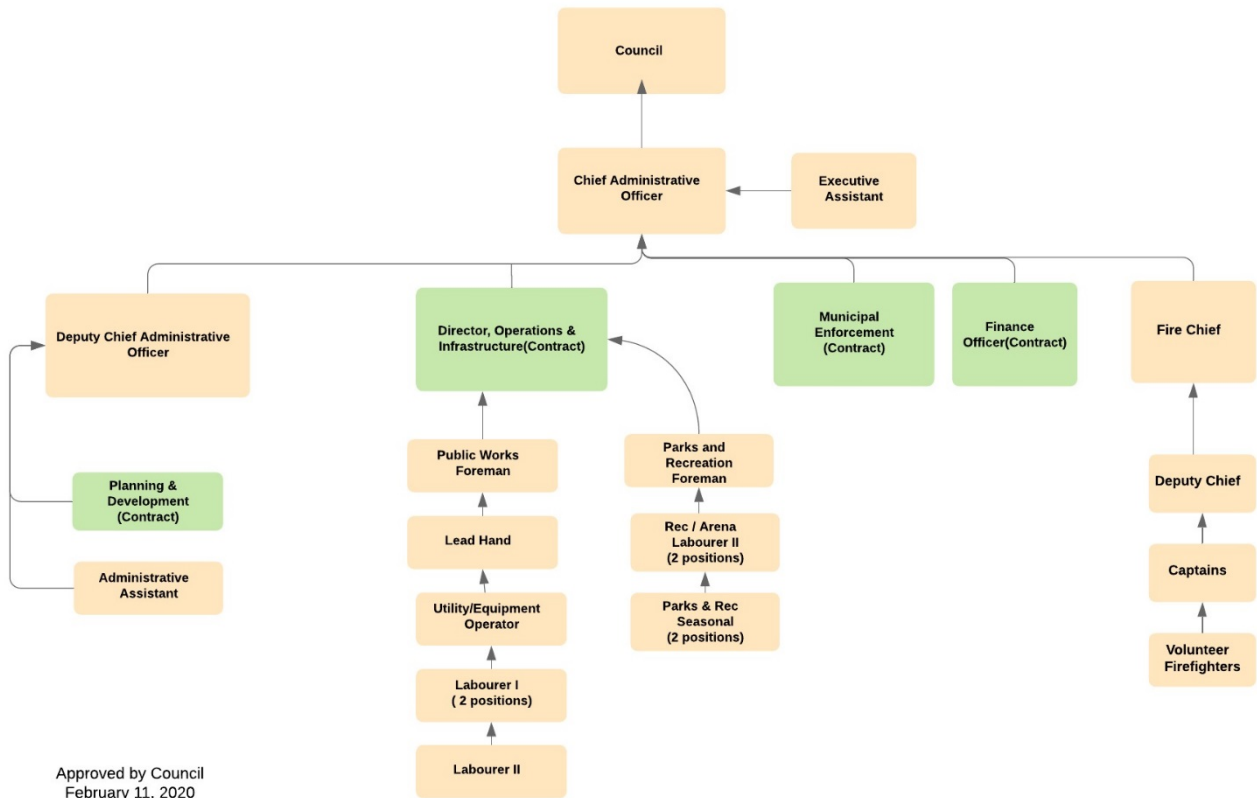 Council
Chief Administrative
Officer
Executive
Assistant
Deputy Chief Administrative
Officer
Director, Operations &
Infrastructure(Contract)
Municipal
Enforcement
(Contract)
Finance
Officer(Contract)
Fire Chief
Planning &
Development
(Contract)
Administrative
Assistant
Public Works
Foreman
Lead Hand
Utility/Equipment
Operator
Labourer I
( 2 positions)
Labourer II
Parks and
Recreation
Foreman
Rec / Arena
Labourer II
(2 positions)
Parks & Rec
Seasonal
(2 positions)
Deputy Chief
Captains
Volunteer
Firefighters
Approved by Council
February 11, 2020